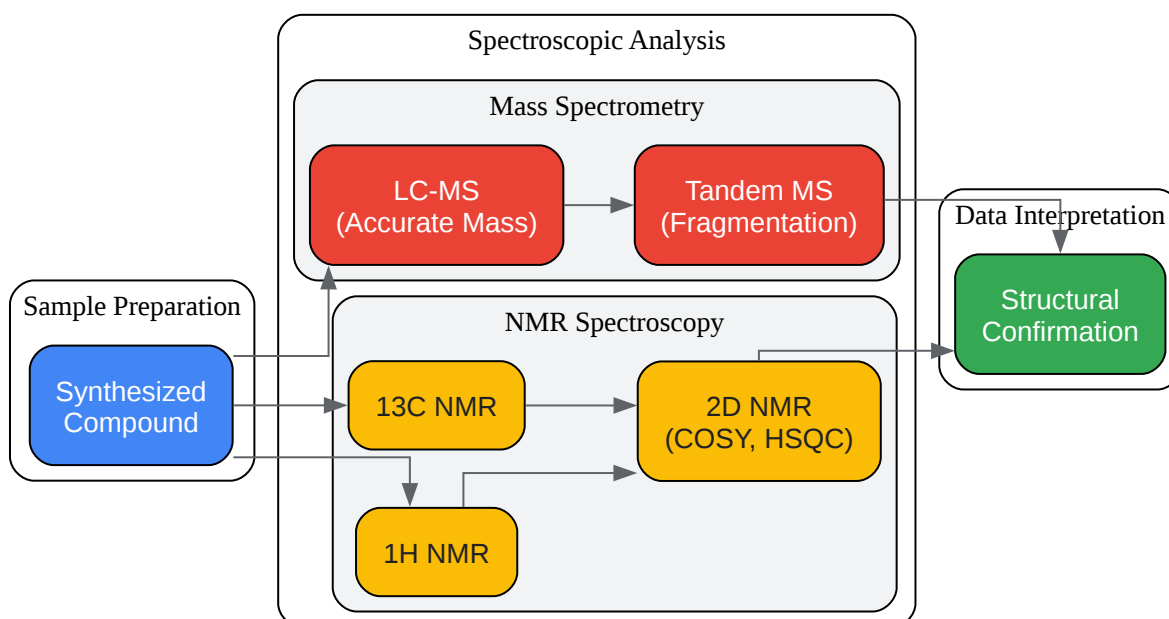 Spectroscopic Analysis
Mass Spectrometry
LC-MS
(Accurate Mass)
Tandem MS
(Fragmentation)
Data Interpretation
Structural
Confirmation
Sample Preparation
Synthesized
Compound
NMR Spectroscopy
13C NMR
2D NMR
(COSY, HSQC)
1H NMR